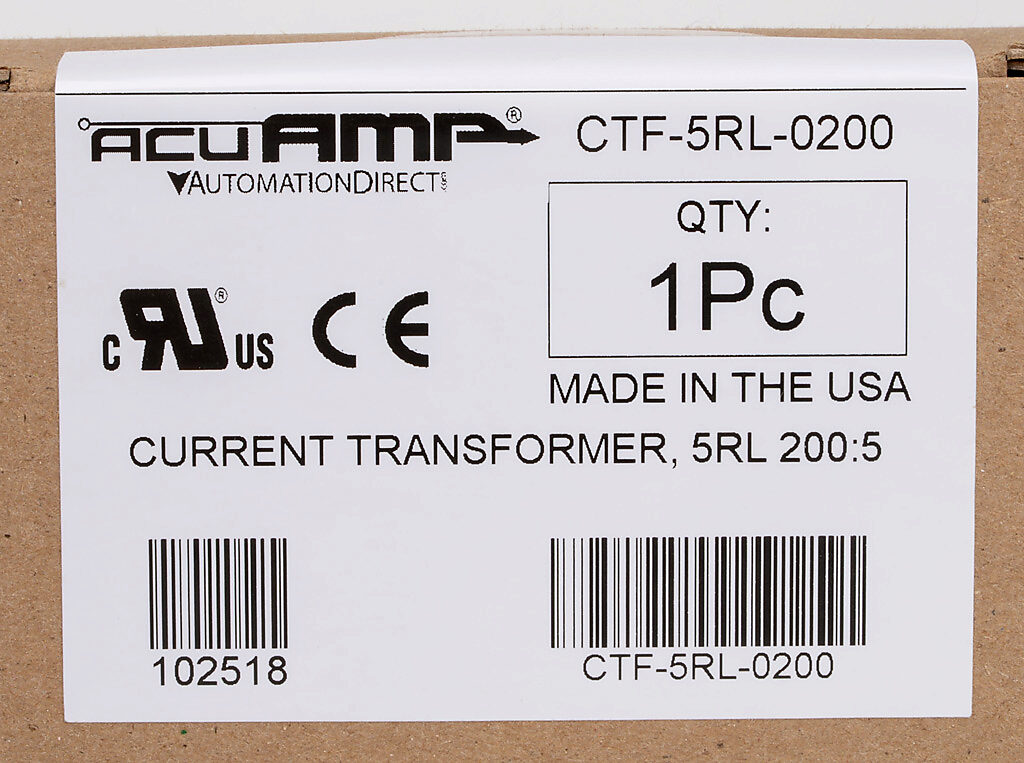 ACUAMP® CTF-5RL-0200
AUTOMATIONDIRECT
QTY:
1Pc
C RU® US CE
MADE IN THE USA
CURRENT TRANSFORMER, 5RL 200:5
102518
CTF-5RL-0200